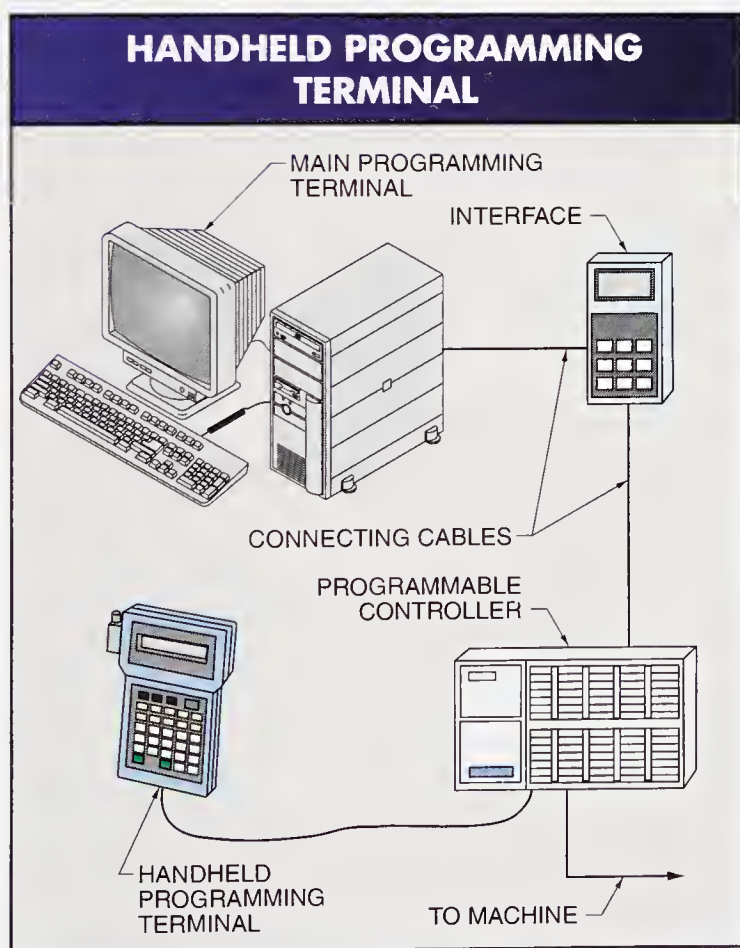 HANDHELD PROGRAMMING
TERMINAL
MAIN PROGRAMMING
TERMINAL
INTERFACE
CONNECTING CABLES
PROGRAMMABLE
CONTROLLER
HANDHELD
PROGRAMMING
TERMINAL
TO MACHINE